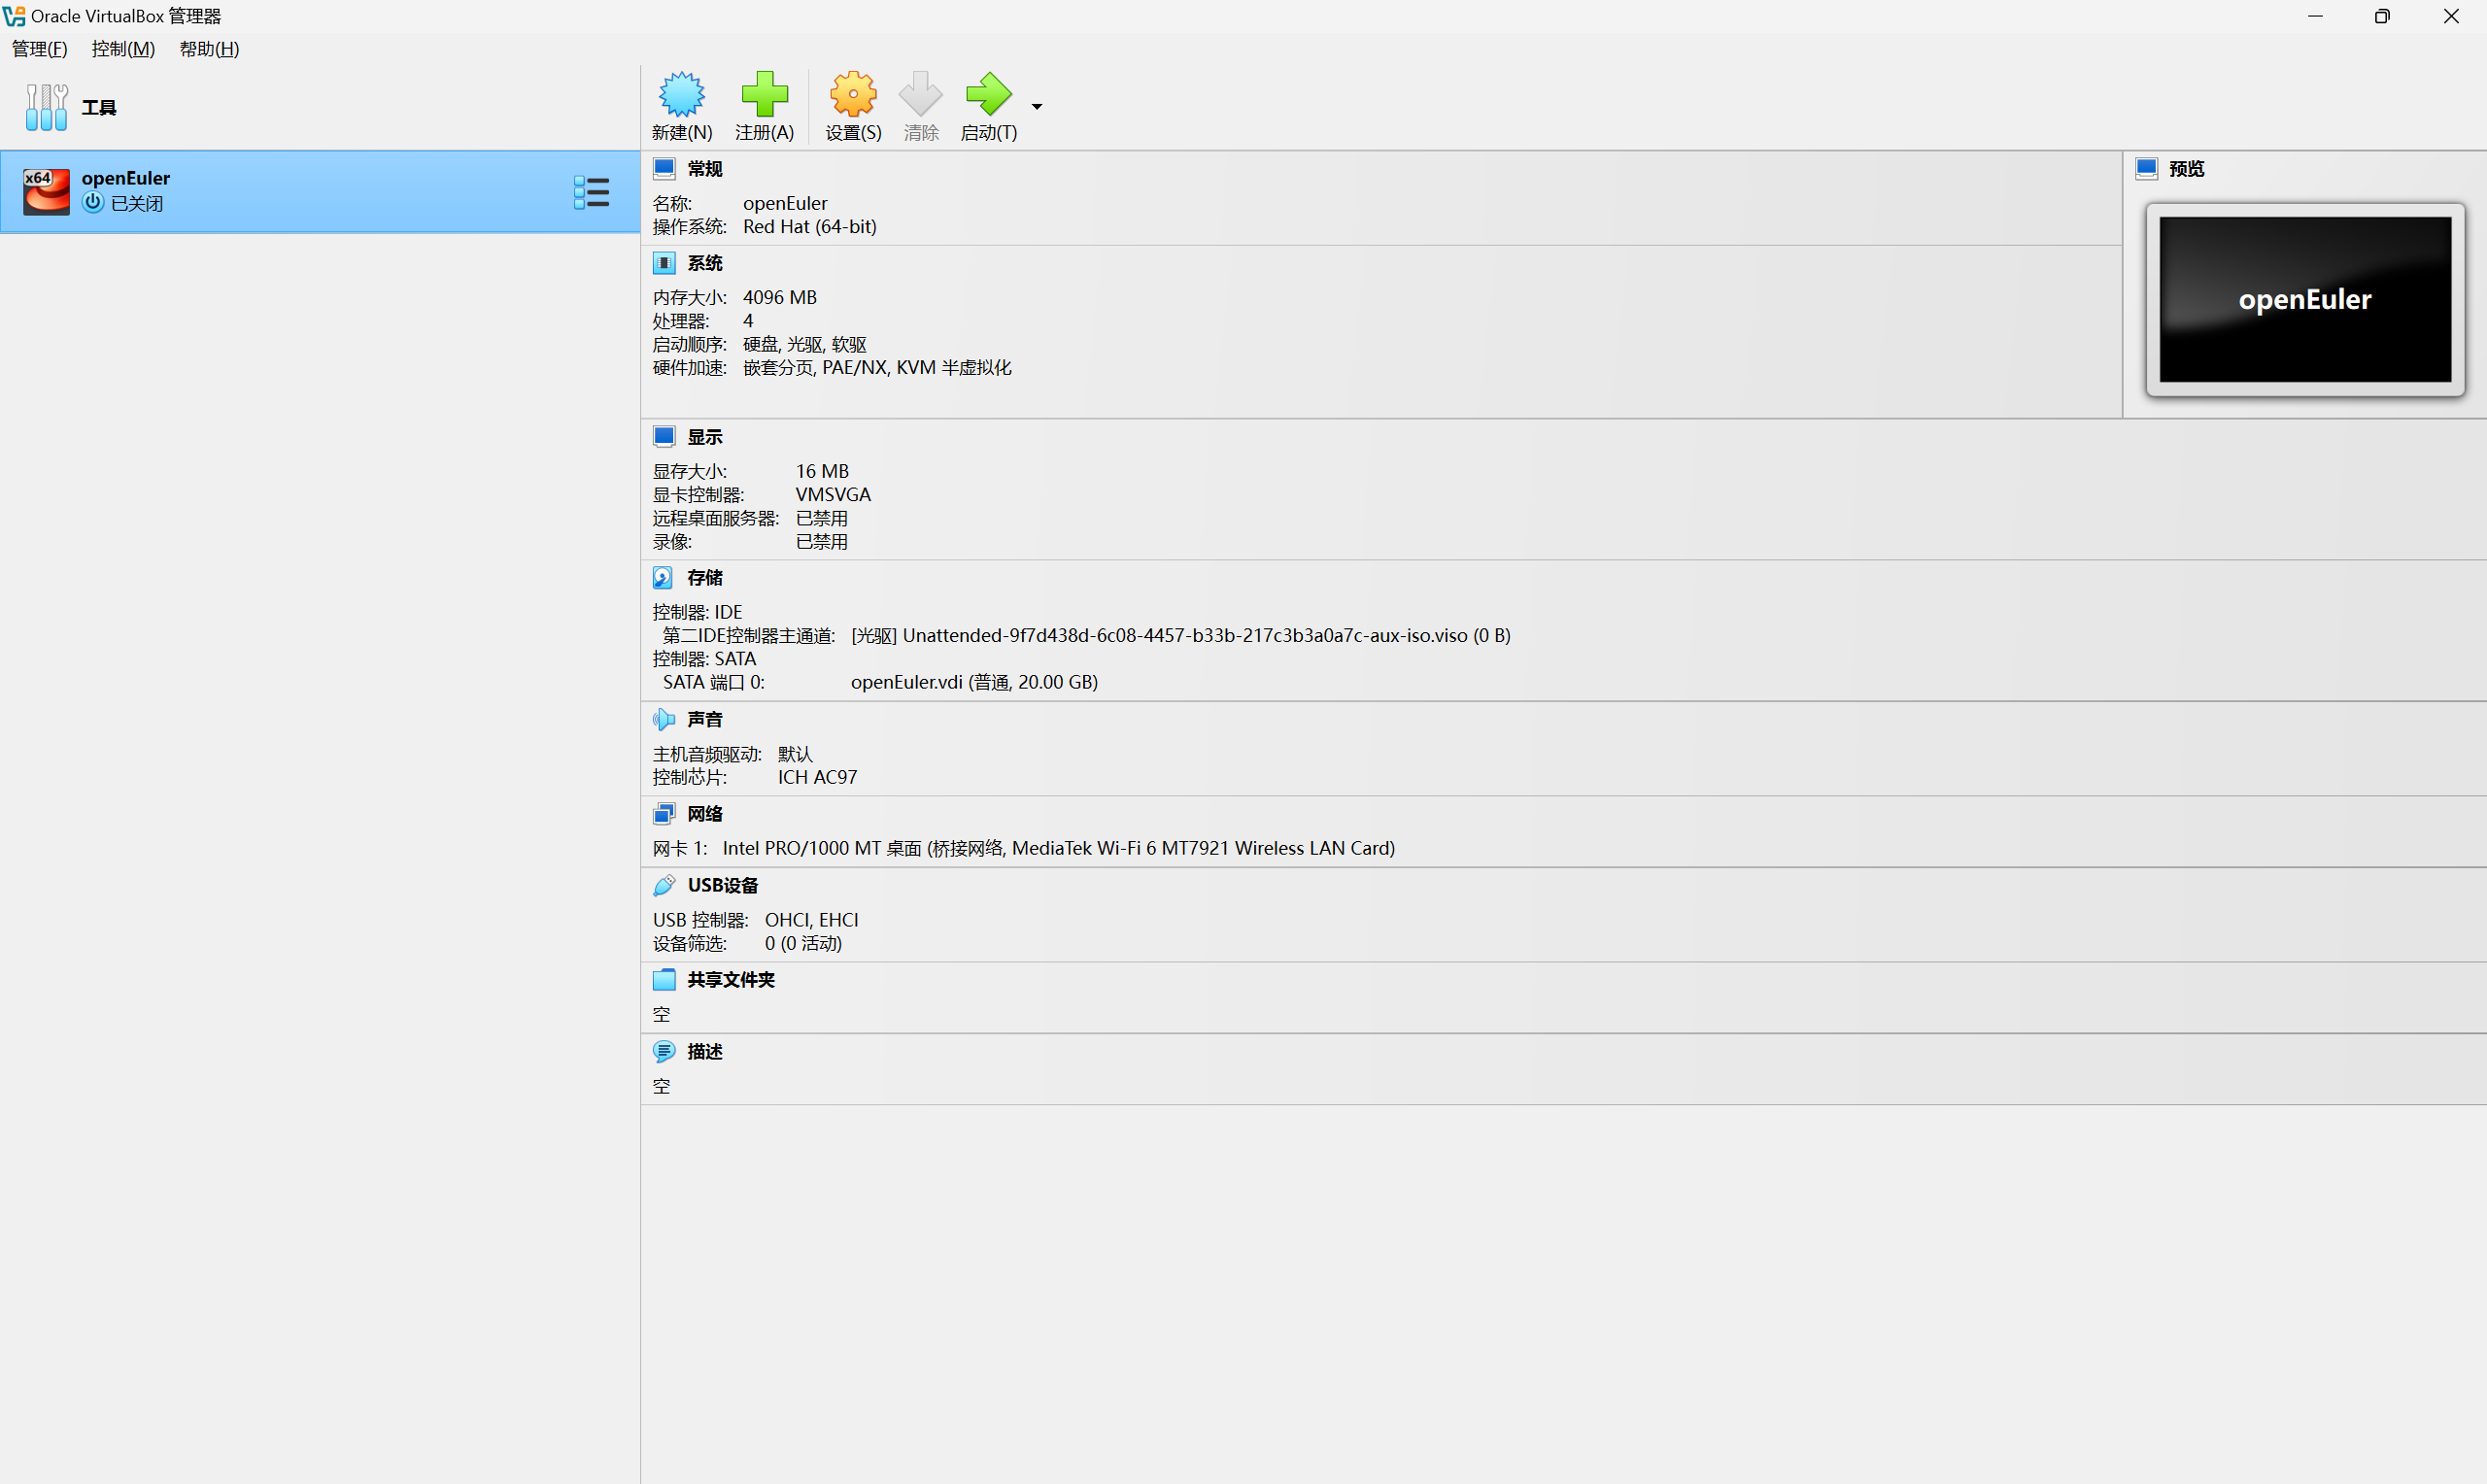 Oracle VirtualBox 管理器
管理(F) 控制(M) 帮助(H)
工具
新建(N) 注册(A) 设置(S) 清除 启动(T)
x64
openEuler
已关闭
常规
名称: openEuler
操作系统: Red Hat (64-bit)
预览
openEuler
系统
内存大小: 4096 MB
处理器: 4
启动顺序: 硬盘, 光驱, 软驱
硬件加速: 嵌套分页, PAE/NX, KVM 半虚拟化
显示
显存大小: 16 MB
显卡控制器: VMSVGA
远程桌面服务器: 已禁用
录像: 已禁用
存储
控制器: IDE
第二IDE控制器主通道: [光驱] Unattended-9f7d438d-6c08-4457-b33b-217c3b3a0a7c-aux-iso.viso (0 B)
控制器: SATA
SATA 端口 0: openEuler.vdi (普通, 20.00 GB)
声音
主机音频驱动: 默认
控制芯片: ICH AC97
网络
网卡 1: Intel PRO/1000 MT 桌面 (桥接网络, MediaTek Wi-Fi 6 MT7921 Wireless LAN Card)
USB设备
USB 控制器: OHCI, EHCI
设备筛选: 0 (0 活动)
共享文件夹
空
描述
空